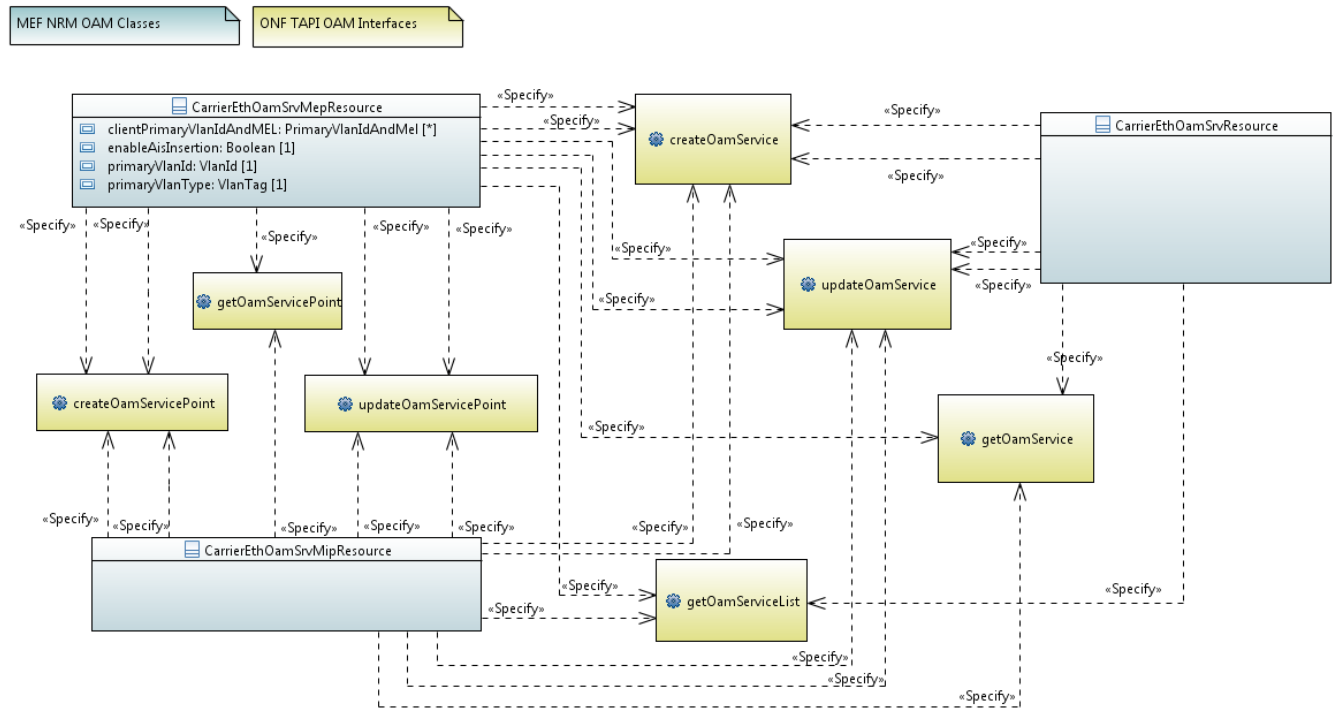 MEF NRM OAM Classes
ONF TAPI OAM Interfaces
CarrierEthOamSrvMepResource
clientPrimaryVlanIdAndMEL: PrimaryVlanIdAndMel [*]
enableAisInsertion: Boolean [1]
primaryVlanId: VlanId [1]
primaryVlanType: VlanTag [1]
«Specify»
«Specify»
createOamService
«Specify»
«Specify»
CarrierEthOamSrvResource
«Specify»
«Specify»
«Specify»
«Specify»
«Specify»
«Specify»
«Specify»
updateOamService
«Specify»
«Specify»
getOamServicePoint
«Specify»
createOamServicePoint
updateOamServicePoint
«Specify»
getOamService
«Specify»
«Specify»
«Specify»
«Specify»
«Specify»
«Specify»
«Specify»
«Specify»
CarrierEthOamSrvMipResource
«Specify»
«Specify»
getOamServiceList
«Specify»
«Specify»
«Specify»
«Specify»